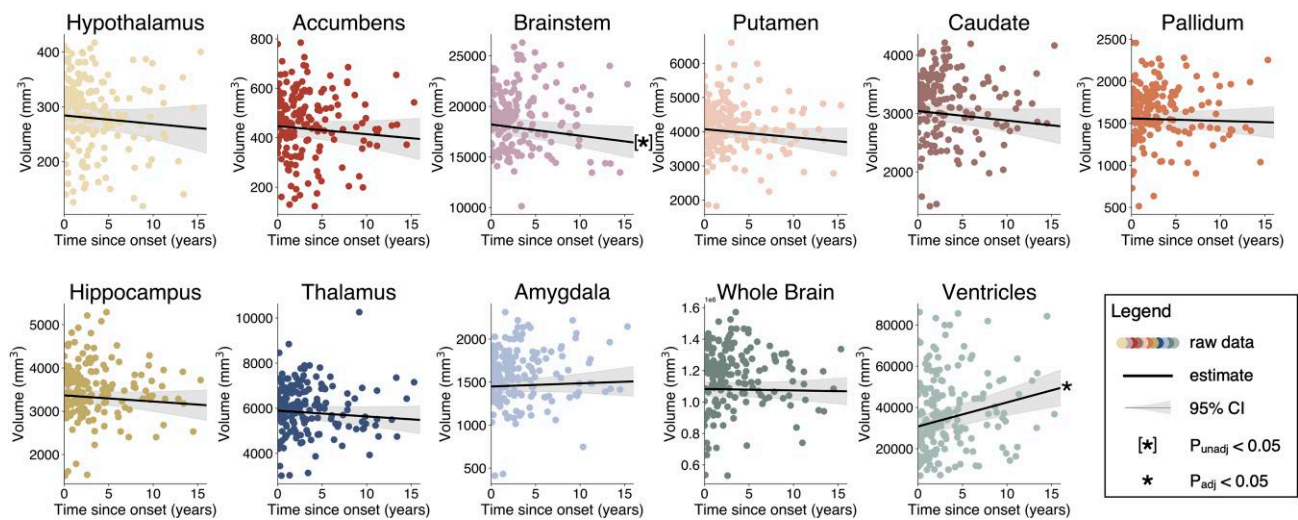 Hypothalamus Accumbens Brainstem Putamen Caudate Pallidum
Volume (mm³) 400 300 200
0 5 10 15
Time since onset (years)
Volume (mm³) 800 600 400 200
0 5 10 15
Time since onset (years)
Volume (mm³) 25000 20000 15000 10000
[*]
0 5 10 15
Time since onset (years)
Volume (mm³) 6000 5000 4000 3000 2000
0 5 10 15
Time since onset (years)
Volume (mm³) 4000 3000 2000
0 5 10 15
Time since onset (years)
Volume (mm³) 2500 2000 1500 1000 500
0 5 10 15
Time since onset (years)
Hippocampus Thalamus Amygdala Whole Brain Ventricles
Volume (mm³) 5000 4000 3000 2000
0 5 10 15
Time since onset (years)
Volume (mm³) 10000 8000 6000 4000
0 5 10 15
Time since onset (years)
Volume (mm³) 2000 1500 1000 500
0 5 10 15
Time since onset (years)
1e6
Volume (mm³) 1.6 1.4 1.2 1.0 0.8 0.6
0 5 10 15
Time since onset (years)
Volume (mm³) 80000 60000 40000 20000
*
0 5 10 15
Time since onset (years)
Legend
raw data
estimate
95% CI
[*] Punadj < 0.05
* Padj < 0.05